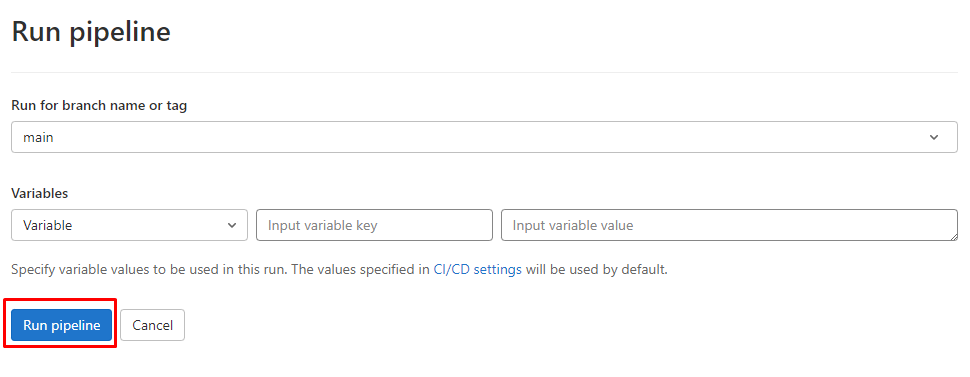 Run pipeline
Run for branch name or tag
main
Variables
Variable Input variable key Input variable value
Specify variable values to be used in this run. The values specified in CI/CD settings will be used by default.
Run pipeline Cancel